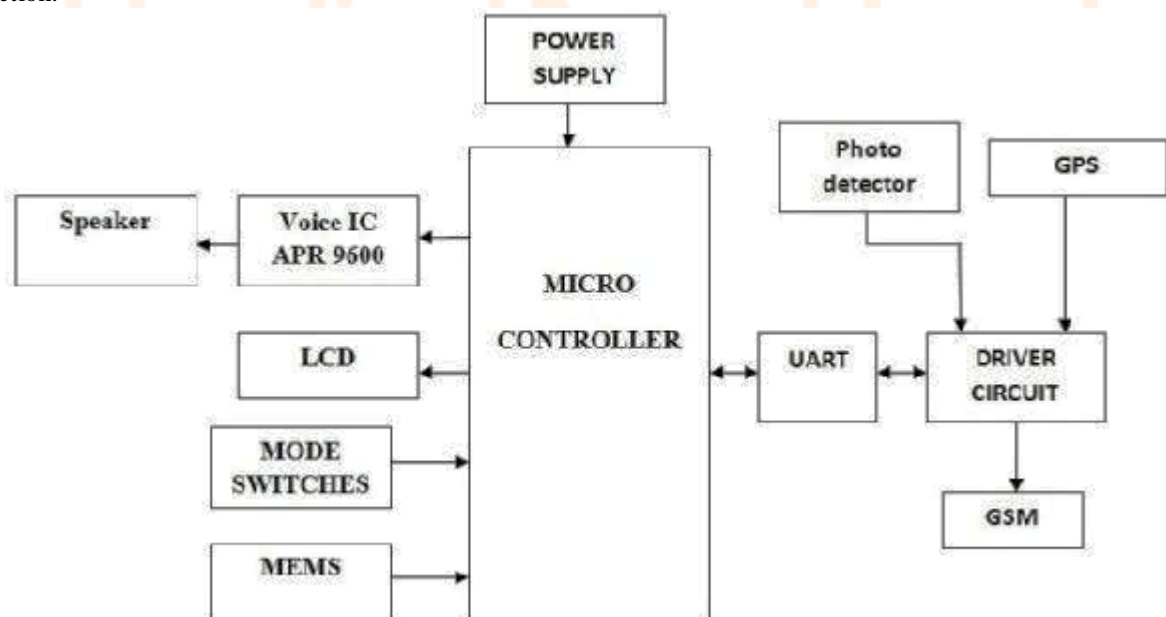 POWER
SUPPLY
Photo
detector
GPS
Speaker
Voice IC
APR 9600
MICRO
CONTROLLER
LCD
UART
DRIVER
CIRCUIT
MODE
SWITCHES
GSM
MEMS